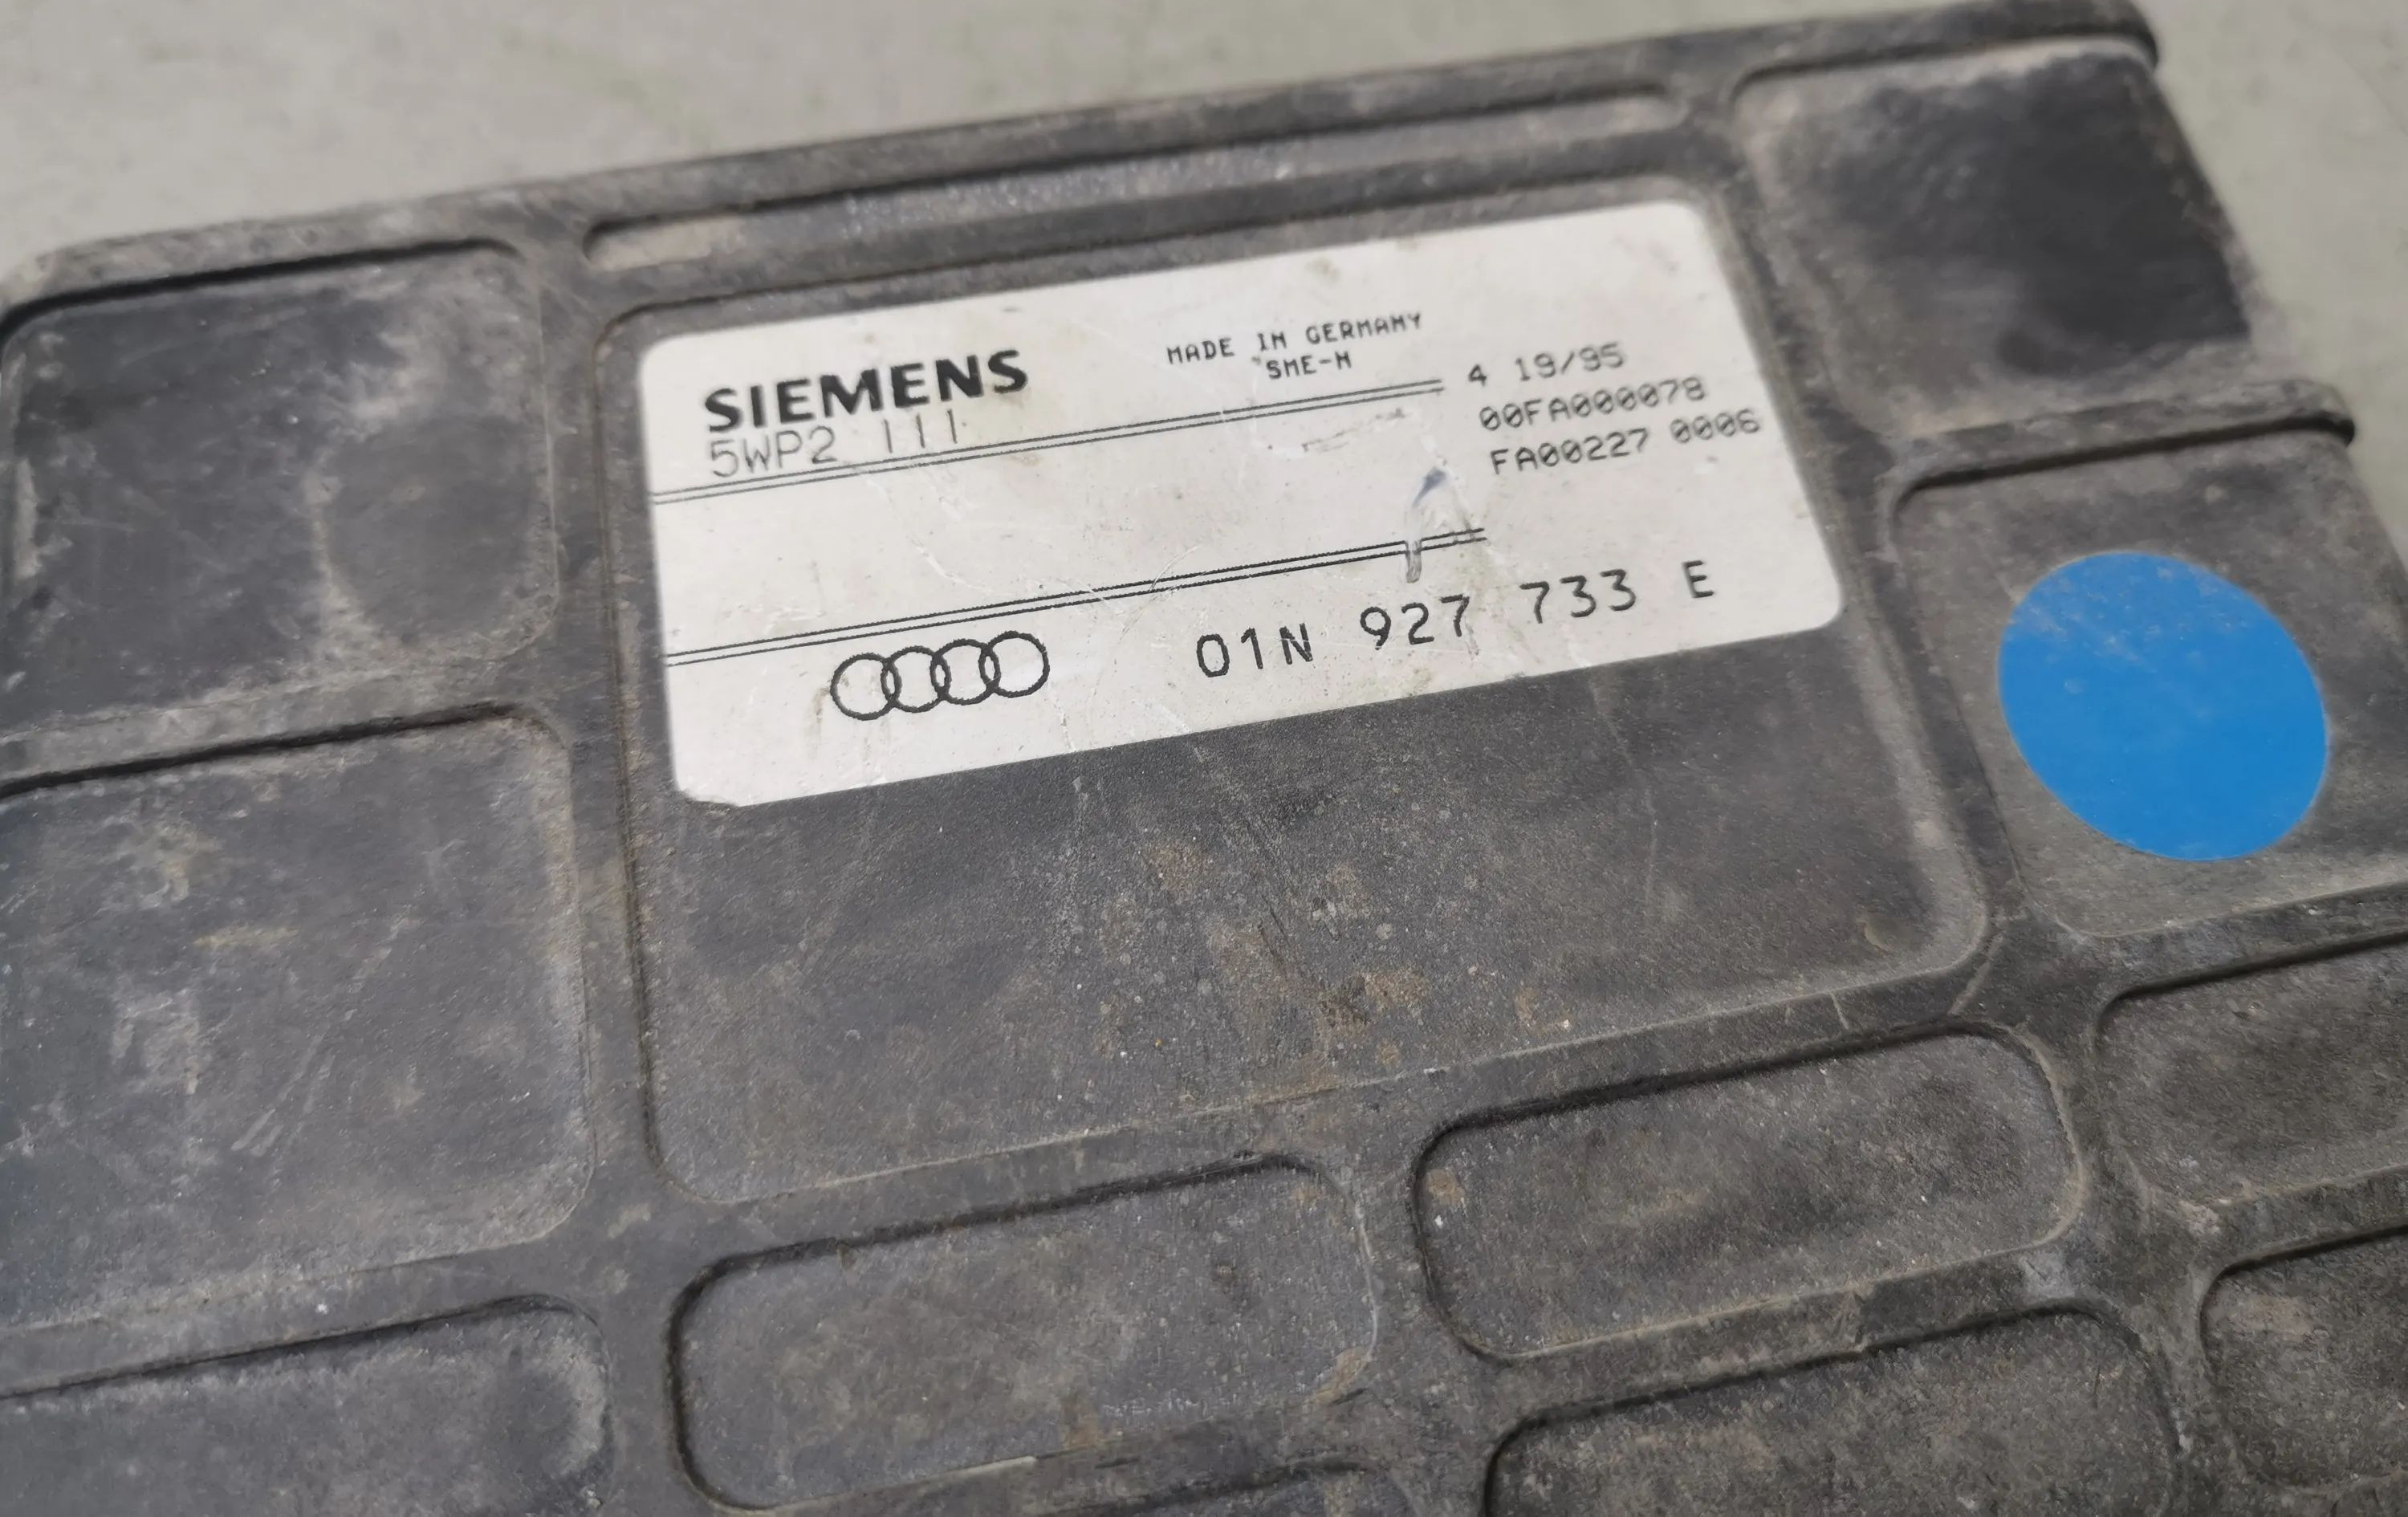 SIEMENS
5WP2 111
MADE IN GERMANY
SME-M
4 19/95
00FA000078
FA00227 0006
01N 927 733 E